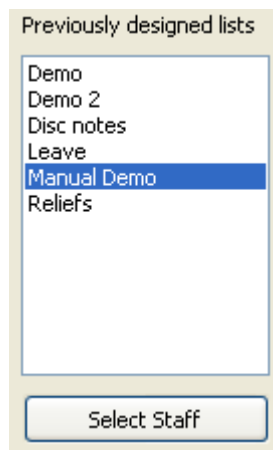 Previously designed lists
Demo
Demo 2
Disc notes
Leave
Manual Demo
Reliefs
Select Staff